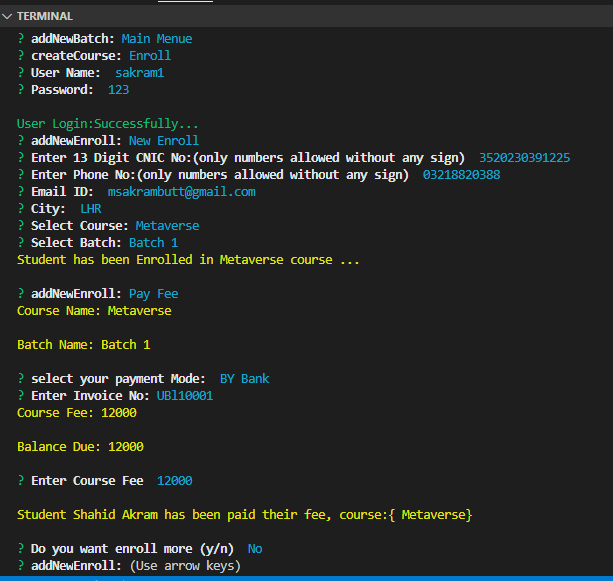 TERMINAL
? addNewBatch: Main Menue
? createCourse: Enroll
? User Name:  sakram1
? Password:  123
User Login:Successfully...
? addNewEnroll: New Enroll
? Enter 13 Digit CNIC No:(only numbers allowed without any sign)  3520230391225
? Enter Phone No:(only numbers allowed without any sign)  03218820388
? Email ID:  msakrambutt@gmail.com
? City:  LHR
? Select Course: Metaverse
? Select Batch: Batch 1
Student has been Enrolled in Metaverse course ...
? addNewEnroll: Pay Fee
Course Name: Metaverse
Batch Name: Batch 1
? select your payment Mode:  BY Bank
? Enter Invoice No: UBl10001
Course Fee: 12000
Balance Due: 12000
? Enter Course Fee  12000
Student Shahid Akram has been paid their fee, course:{ Metaverse}
? Do you want enroll more (y/n)  No
? addNewEnroll: (Use arrow keys)